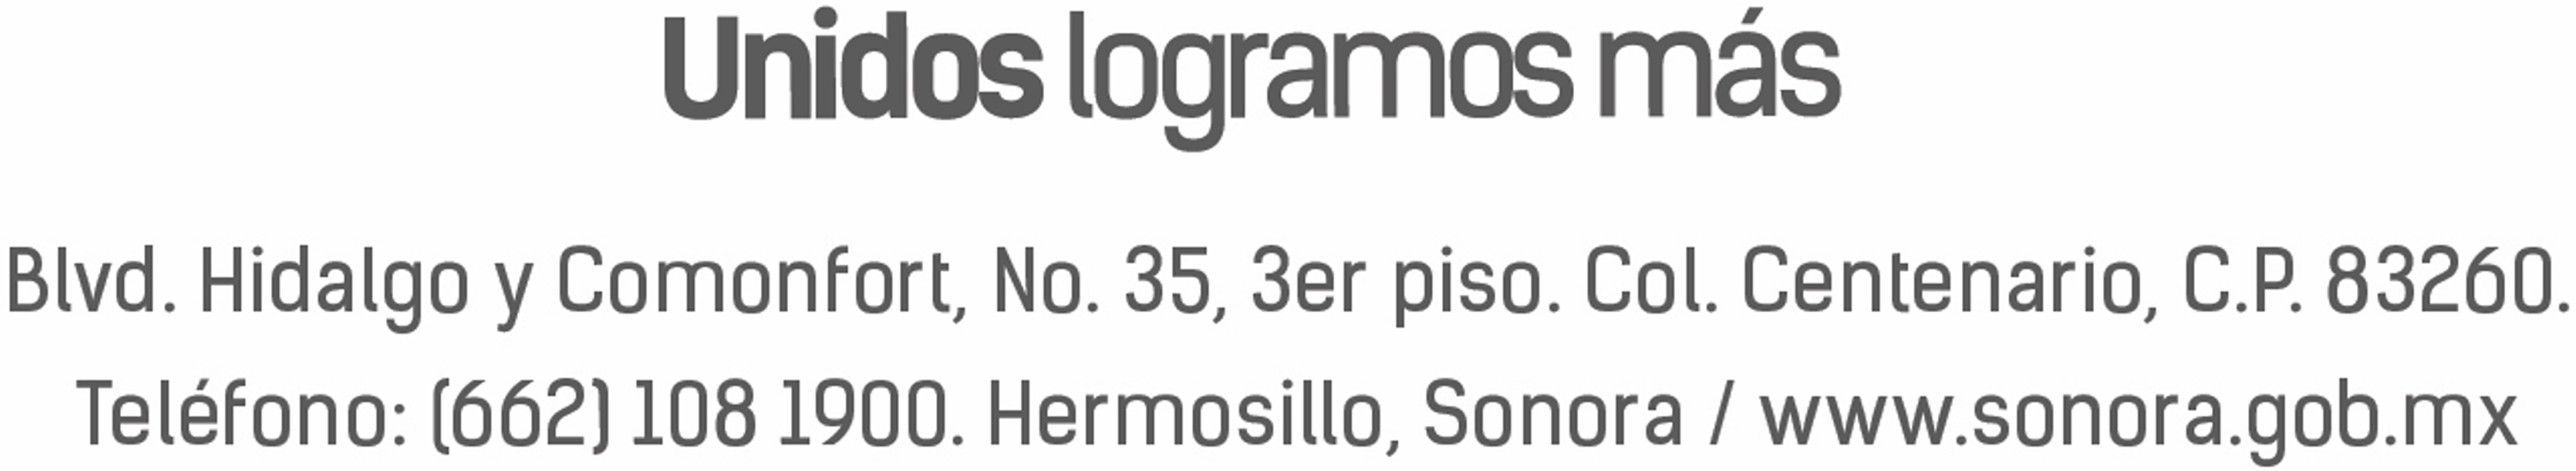 Unidos logramos más
Blvd. Hidalgo y Comonfort, No. 35, 3er piso. Col. Centenario, C.P. 83260.
Teléfono: (662) 108 1900. Hermosillo, Sonora / www.sonora.gob.mx